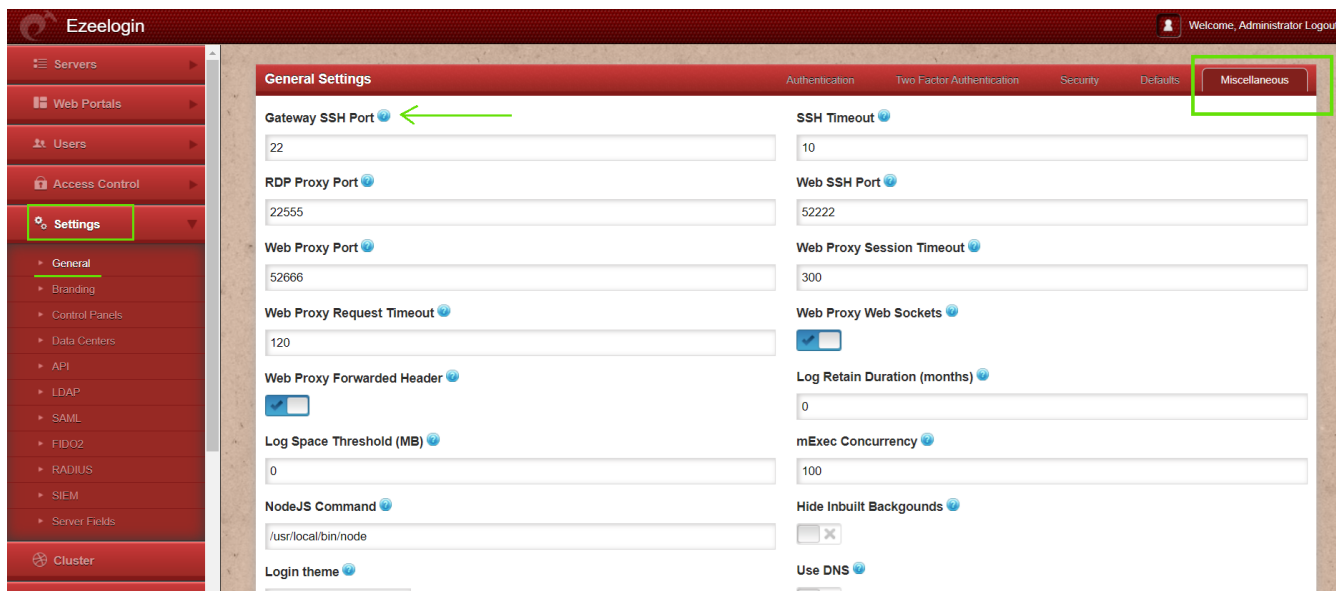 Ezeelogin
Welcome, Administrator Logout
Servers
Web Portals
Users
Access Control
Settings
General
Branding
Control Panels
Data Centers
API
LDAP
SAML
FIDO2
RADIUS
SIEM
Server Fields
Cluster
General Settings
Authentication
Two Factor Authentication
Security
Defaults
Miscellaneous
Gateway SSH Port
22
SSH Timeout
10
RDP Proxy Port
22555
Web SSH Port
52222
Web Proxy Port
52666
Web Proxy Session Timeout
300
Web Proxy Request Timeout
120
Web Proxy Web Sockets
Web Proxy Forwarded Header
Log Retain Duration (months)
0
Log Space Threshold (MB)
0
mExec Concurrency
100
NodeJS Command
/usr/local/bin/node
Hide Inbuilt Backgounds
Login theme
Use DNS